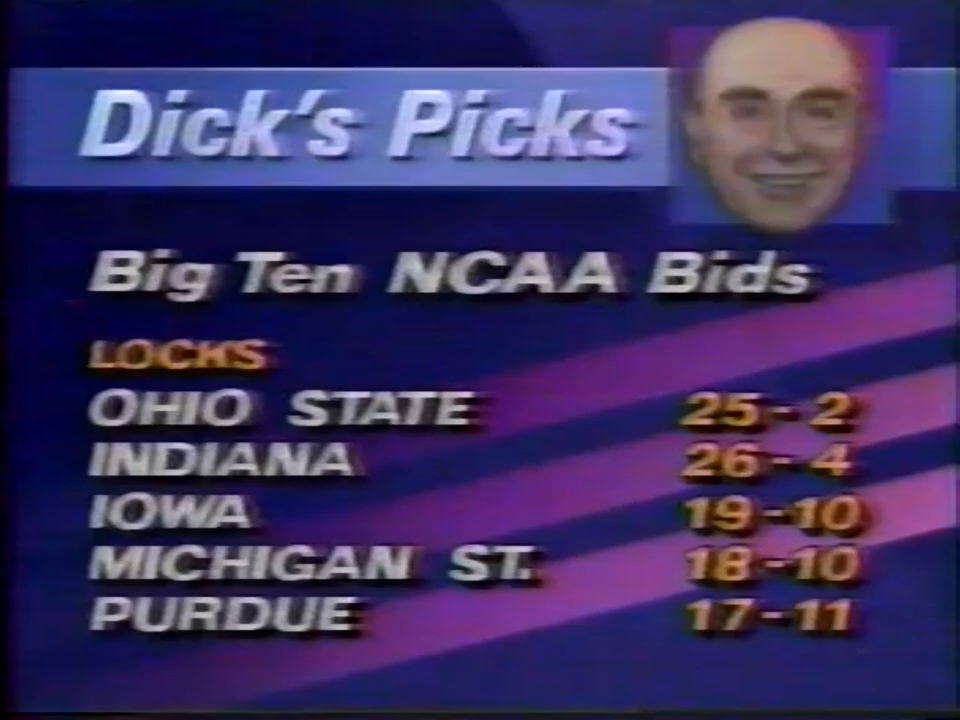 Dick's Picks
Big Ten NCAA Bids
LOCKS
OHIO STATE 25-2
INDIANA 26-4
IOWA 19-10
MICHIGAN ST. 18-10
PURDUE 17-11